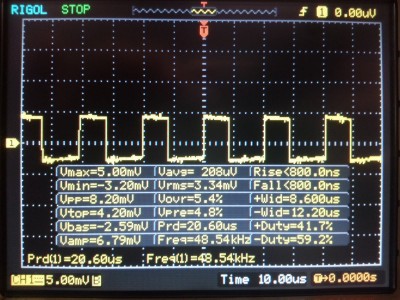 RIGOL STOP T 1 0.00uV
T
1
Vmax=5.00mV Vavg= 208uV Rise<800.0ns
Vmin=-3.20mV Vrms=3.34mV Fall<800.0ns
Vpp=8.20mV Vovr=5.4% +Wid=8.600us
Vtop=4.20mV Vpre=4.8% -Wid=12.20us
Vbas=-2.59mV Prd=20.60us +Duty=41.7%
Vamp=6.79mV Freq=48.54kHz -Duty=59.2%
Prd(1)=20.60us Freq(1)=48.54kHz
CH1 5.00mV B Time 10.00us T→0.0000s